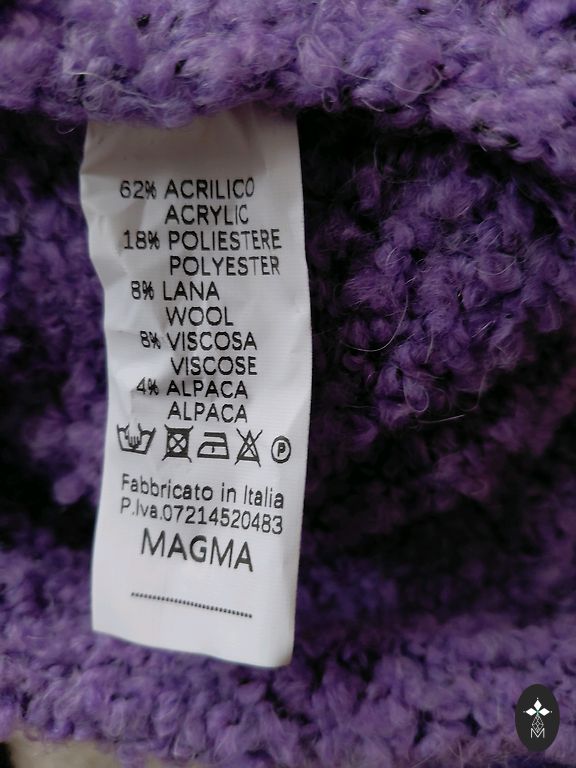 62% ACRILICO
ACRYLIC
18% POLIESTERE
POLYESTER
8% LANA
WOOL
8% VISCOSA
VISCOSE
4% ALPACA
ALPACA
P
Fabbricato in Italia
P.Iva.07214520483
MAGMA
M